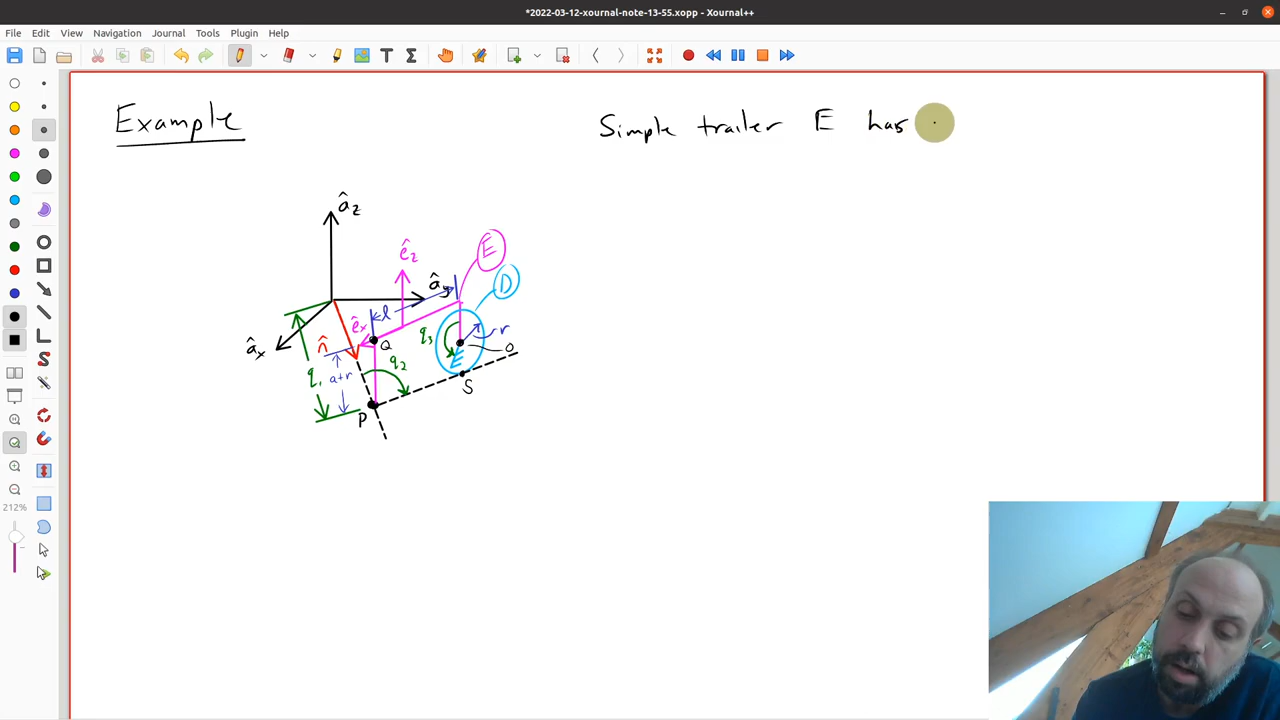 *2022-03-12-xournal-note-13-55.xopp - Xournal++
File Edit View Navigation Journal Tools Plugin Help
212%
Example
Simple trailer E has
â_z
ê_z
E
D
â_y
l
ê_x
Q
q_3
r
â_x
n̂
O
q_1
a+r
q_2
S
P